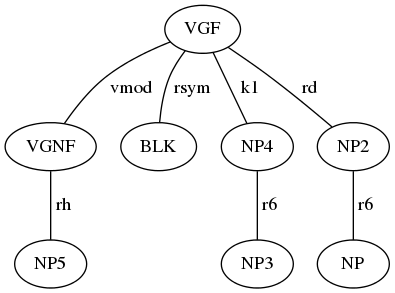 VGF
vmod rsym k1 rd
VGNF BLK NP4 NP2
rh r6 r6
NP5 NP3 NP